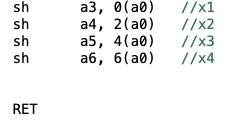 sh a3, 0(a0) //x1
sh a4, 2(a0) //x2
sh a5, 4(a0) //x3
sh a6, 6(a0) //x4
RET